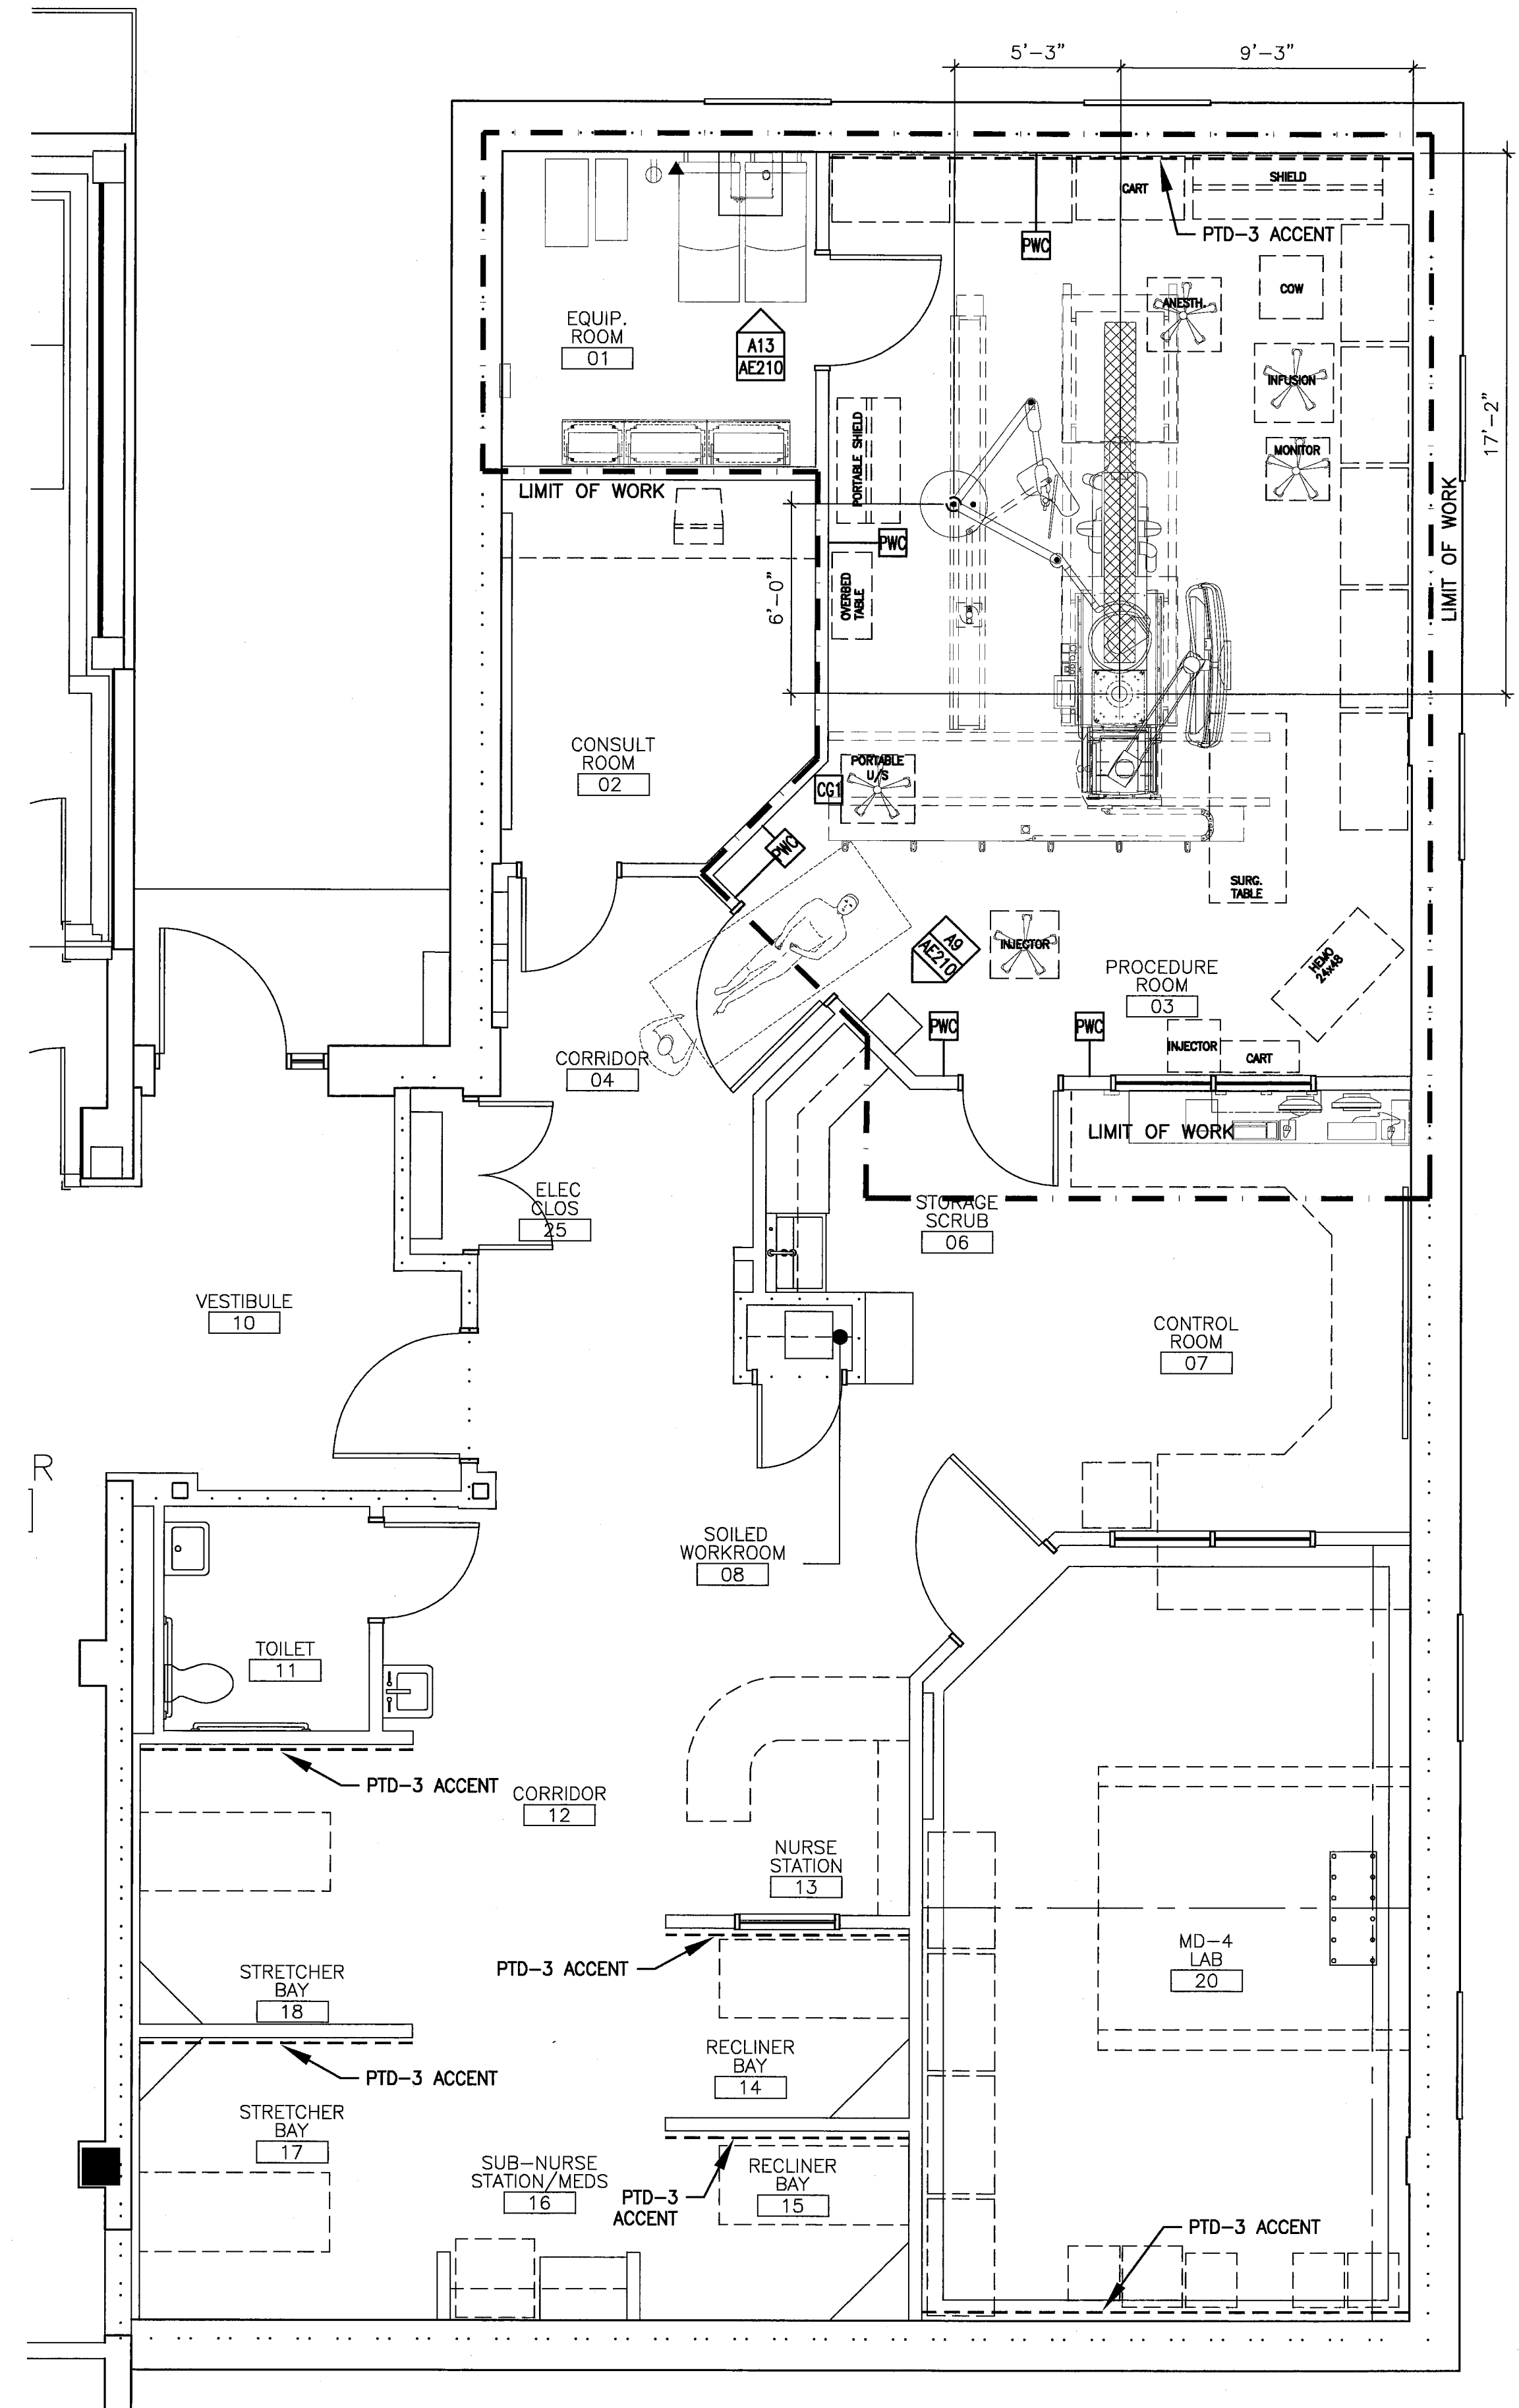 5'-3"
9'-3"
CART
SHIELD
PWC
PTD-3 ACCENT
ANESTH.
COW
EQUIP.
ROOM
01
A13
AE210
INFUSION
PORTABLE SHIELD
MONITOR
17'-2"
LIMIT OF WORK
LIMIT OF WORK
PWC
OVERBED
TABLE
6'-0"
CONSULT
ROOM
02
PORTABLE
U/S
CG1
PWC
SURG.
TABLE
A9
AE210
INJECTOR
HEMO
24x48
PROCEDURE
ROOM
03
PWC
PWC
INJECTOR
CART
CORRIDOR
04
LIMIT OF WORK
ELEC
CLOS
25
STORAGE
SCRUB
06
VESTIBULE
10
CONTROL
ROOM
07
R
SOILED
WORKROOM
08
TOILET
11
PTD-3 ACCENT
CORRIDOR
12
NURSE
STATION
13
PTD-3 ACCENT
MD-4
LAB
20
STRETCHER
BAY
18
RECLINER
BAY
14
PTD-3 ACCENT
STRETCHER
BAY
17
SUB-NURSE
STATION/MEDS
16
PTD-3
ACCENT
RECLINER
BAY
15
PTD-3 ACCENT